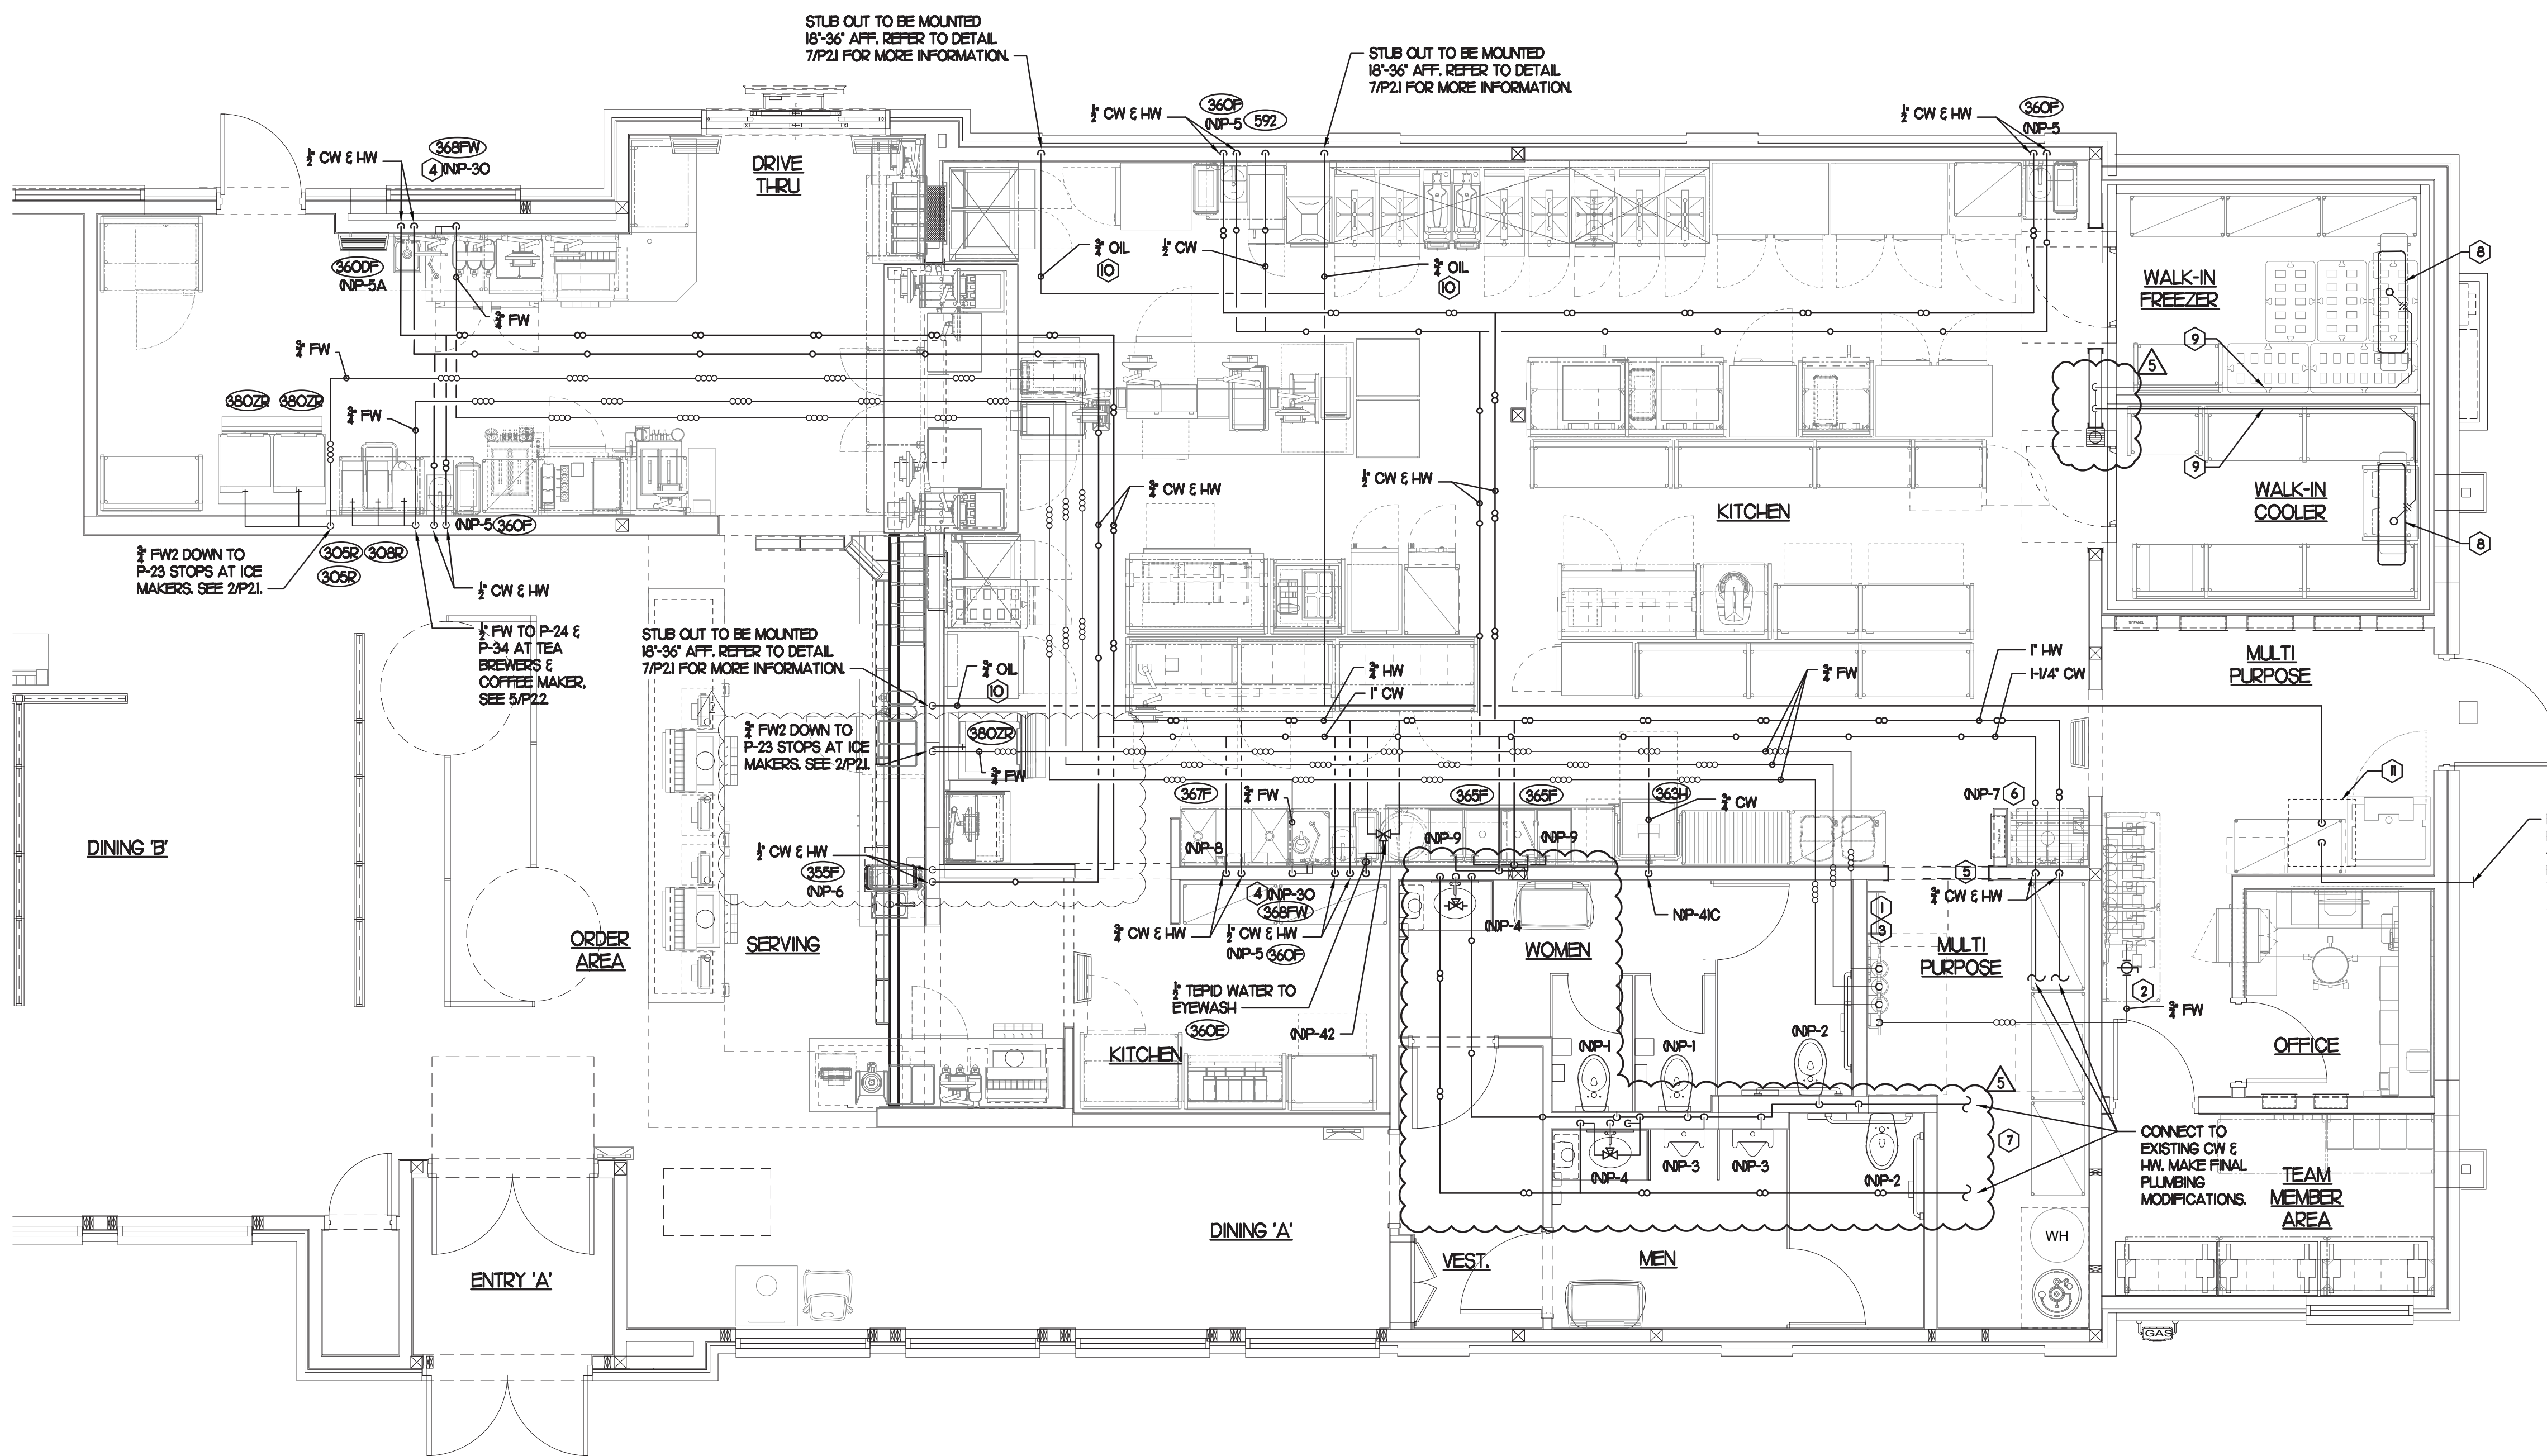 STUB OUT TO BE MOUNTED
18"-36" AFF. REFER TO DETAIL
7/P2.1 FOR MORE INFORMATION.
STUB OUT TO BE MOUNTED
18"-36" AFF. REFER TO DETAIL
7/P2.1 FOR MORE INFORMATION.
½" CW & HW
360F
(N)P-5
592
½" CW & HW
360F
(N)P-5
½" CW & HW
368FW
4
(N)P-30
DRIVE
THRU
360DF
(N)P-5A
¾" OIL
10
½" CW
¾" OIL
10
WALK-IN
FREEZER
8
¾" FW
¾" FW
9
5
380ZR
380ZR
¾" FW
½" CW & HW
¾" CW & HW
9
WALK-IN
COOLER
KITCHEN
(N)P-5
360F
8
¾" FW2 DOWN TO
P-23 STOPS AT ICE
MAKERS. SEE 2/P2.1.
305R
308R
305R
½" CW & HW
½" FW TO P-24 &
P-34 AT TEA
BREWERS &
COFFEE MAKER,
SEE 5/P2.2.
STUB OUT TO BE MOUNTED
18"-36" AFF. REFER TO DETAIL
7/P2.1 FOR MORE INFORMATION.
¾" OIL
10
¾" HW
1" CW
¾" FW
1" HW
1-1/4" CW
MULTI
PURPOSE
¾" FW2 DOWN TO
P-23 STOPS AT ICE
MAKERS. SEE 2/P2.1.
380ZR
¾" FW
367F
¾" FW
365F
365F
363H
¾" CW
(N)P-7
6
11
DINING 'B'
½" CW & HW
355F
(N)P-6
(N)P-8
(N)P-9
(N)P-9
5
¾" CW & HW
4
(N)P-30
368FW
¾" CW & HW
½" CW & HW
(N)P-5
360F
(N)P-4
N)P-41C
1
3
ORDER
AREA
SERVING
WOMEN
MULTI
PURPOSE
½" TEPID WATER TO
EYEWASH
360E
(N)P-42
2
¾" FW
KITCHEN
(N)P-1
(N)P-1
(N)P-2
OFFICE
5
7
CONNECT TO
EXISTING CW &
HW. MAKE FINAL
PLUMBING
MODIFICATIONS.
(N)P-4
(N)P-3
(N)P-3
(N)P-2
TEAM
MEMBER
AREA
DINING 'A'
WH
ENTRY 'A'
VEST.
MEN
GAS